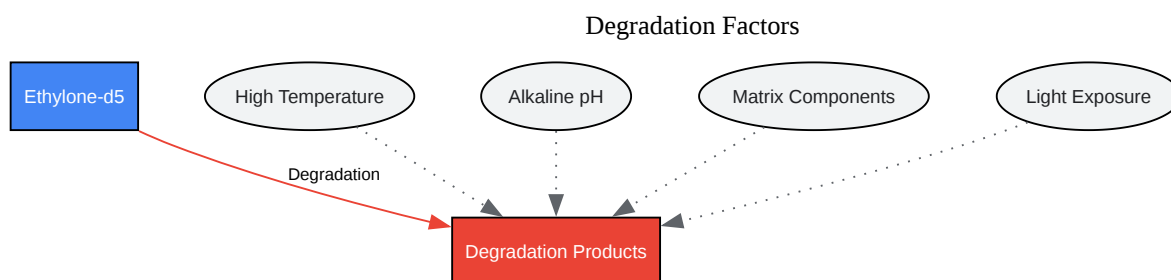 Degradation Factors
Ethylone-d5
High Temperature
Alkaline pH
Matrix Components
Light Exposure
Degradation
Degradation Products